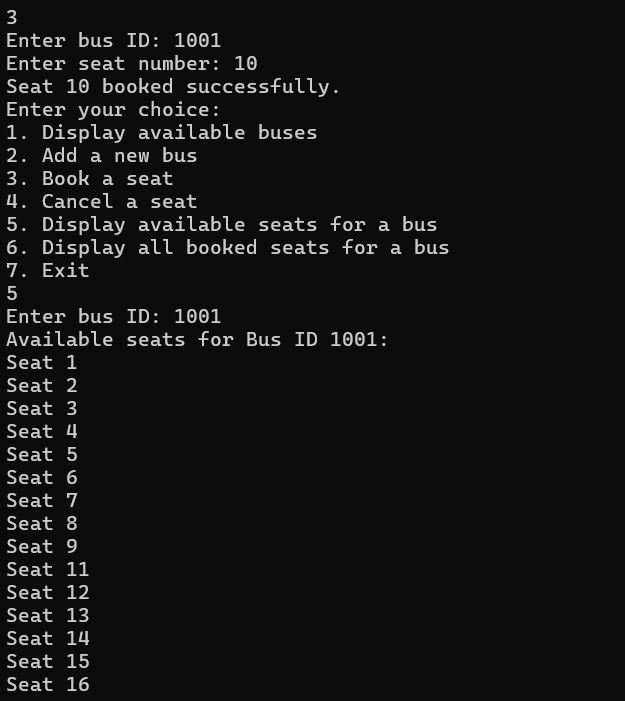 3
Enter bus ID: 1001
Enter seat number: 10
Seat 10 booked successfully.
Enter your choice:
1. Display available buses
2. Add a new bus
3. Book a seat
4. Cancel a seat
5. Display available seats for a bus
6. Display all booked seats for a bus
7. Exit
5
Enter bus ID: 1001
Available seats for Bus ID 1001:
Seat 1
Seat 2
Seat 3
Seat 4
Seat 5
Seat 6
Seat 7
Seat 8
Seat 9
Seat 11
Seat 12
Seat 13
Seat 14
Seat 15
Seat 16